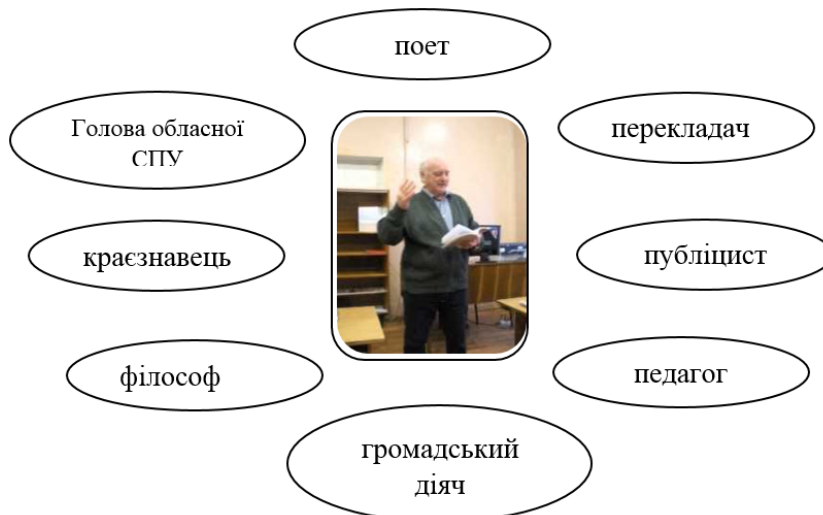 поет
Голова обласної
СПУ
перекладач
краєзнавець
публіцист
філософ
педагог
громадський
діяч